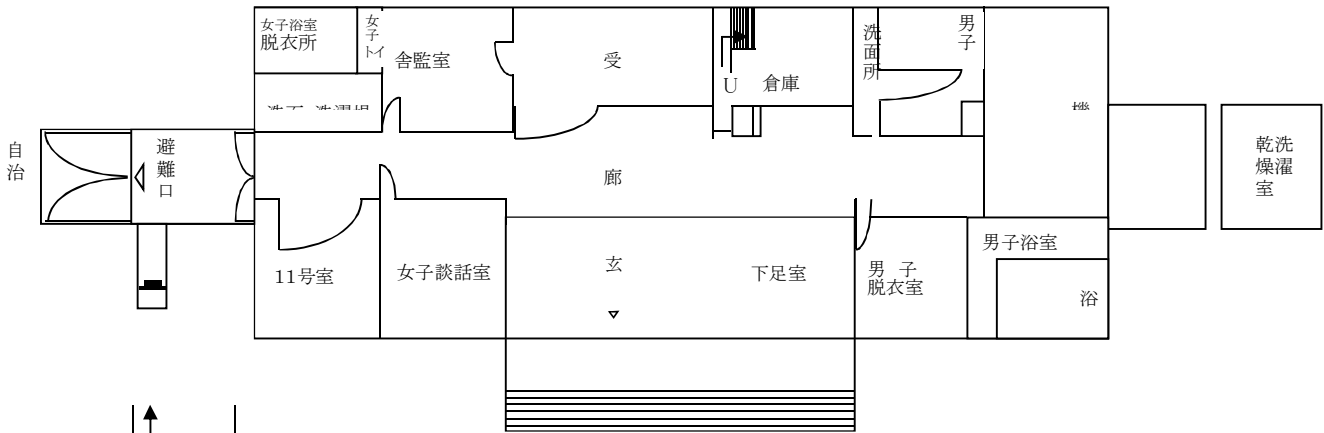 女子浴室
脱衣所
女子トイ
舎監室
受
U
倉庫
洗面所
男子
自治
避難口
廊
乾燥室
洗濯
11号室
女子談話室
玄
下足室
男 子
脱衣室
男子浴室
浴